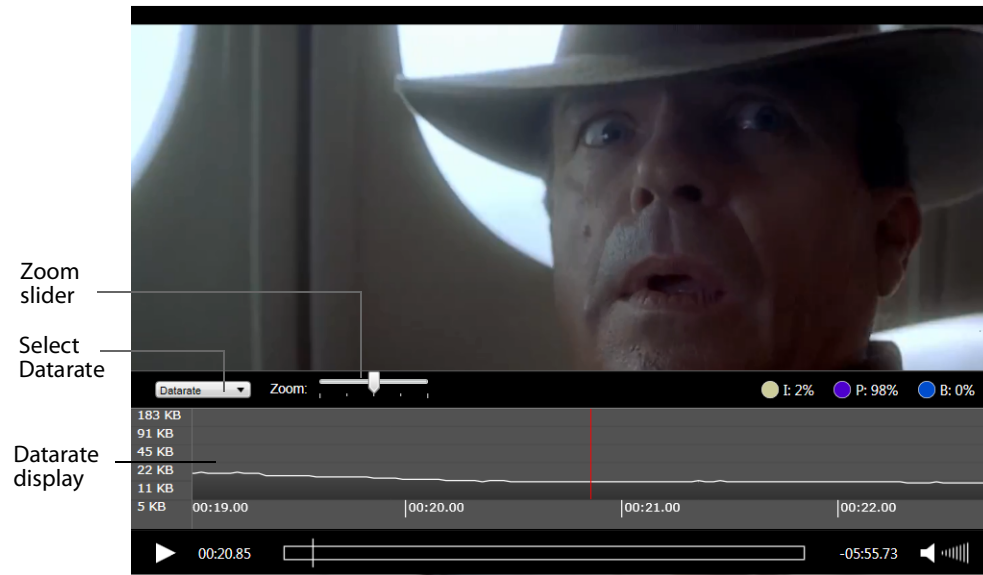 Zoom
slider
Select
Datarate
Datarate
Zoom:
I: 2%
P: 98%
B: 0%
Datarate
display
183 KB
91 KB
45 KB
22 KB
11 KB
5 KB
00:19.00
00:20.00
00:21.00
00:22.00
00:20.85
-05:55.73